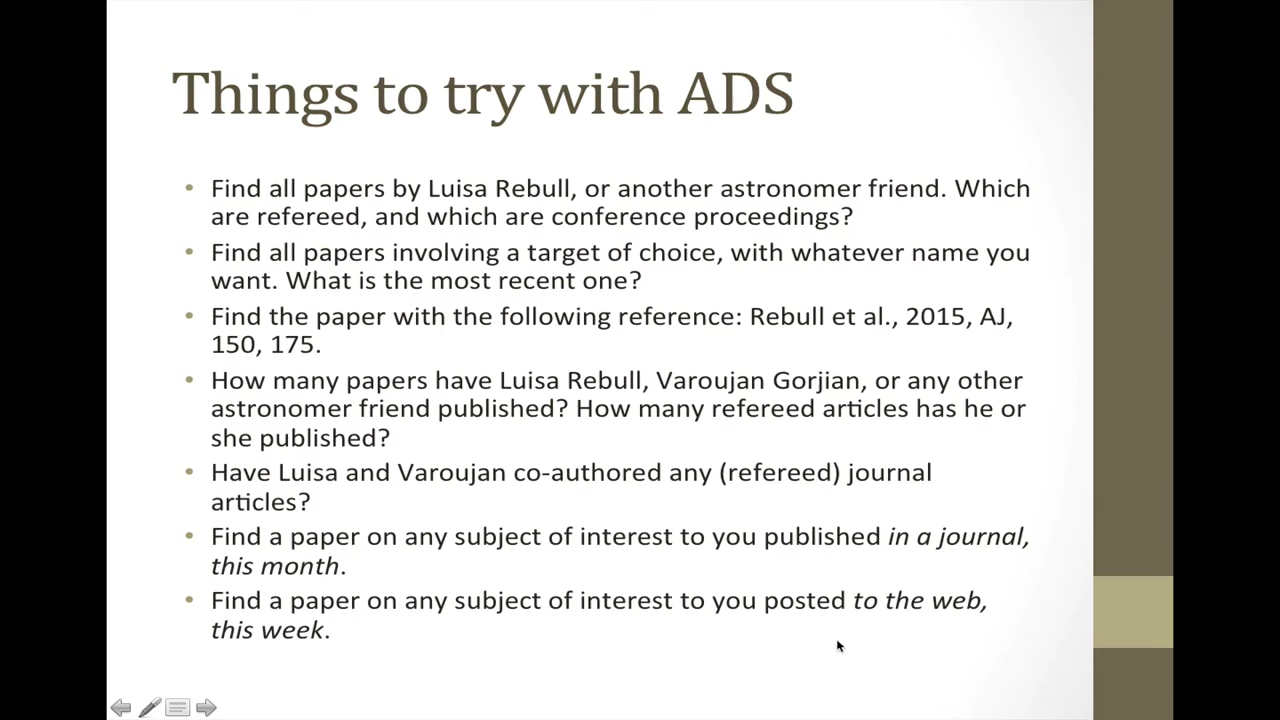 Things to try with ADS
• Find all papers by Luisa Rebull, or another astronomer friend. Which
are refereed, and which are conference proceedings?
• Find all papers involving a target of choice, with whatever name you
want. What is the most recent one?
• Find the paper with the following reference: Rebull et al., 2015, AJ,
150, 175.
• How many papers have Luisa Rebull, Varoujan Gorjian, or any other
astronomer friend published? How many refereed articles has he or
she published?
• Have Luisa and Varoujan co-authored any (refereed) journal
articles?
• Find a paper on any subject of interest to you published in a journal,
this month.
• Find a paper on any subject of interest to you posted to the web,
this week.